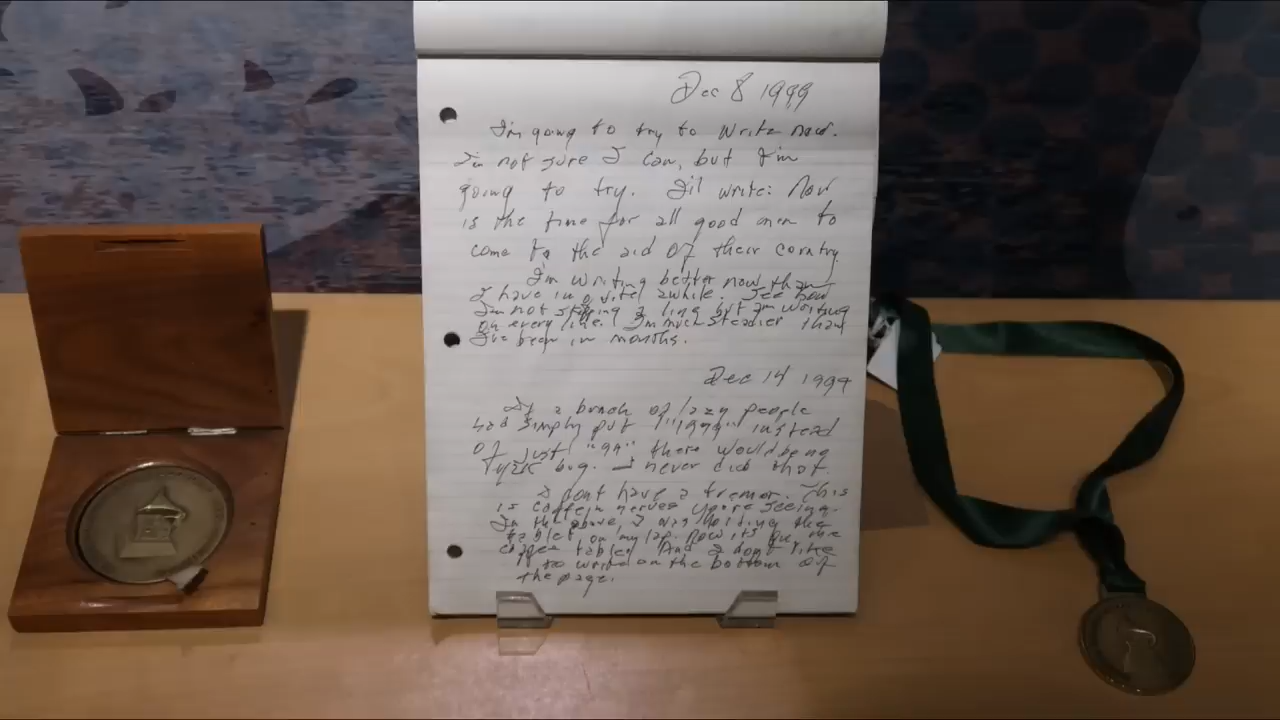 Dec 8 1999
I'm going to try to write now.
I'm not sure I can, but I'm
going to try. I'll write: Now
is the time for all good men to
come to the aid of their country
I'm writing better now than
I have in quite awhile. See how
I'm not skipping a line but I'm writing
on every line. I'm much steadier than
I've been in months.
Dec 14 1999
If a bunch of lazy people
had simply put "1999" instead
of just "99" there would be no
Y2K bug. I never did that.
I don't have a tremor. This
is caffein nerves you're seeing.
In the above, I was holding the
tablet on my lap. Now it's on the
coffee table. And I don't like
to write on the bottom of
the page.